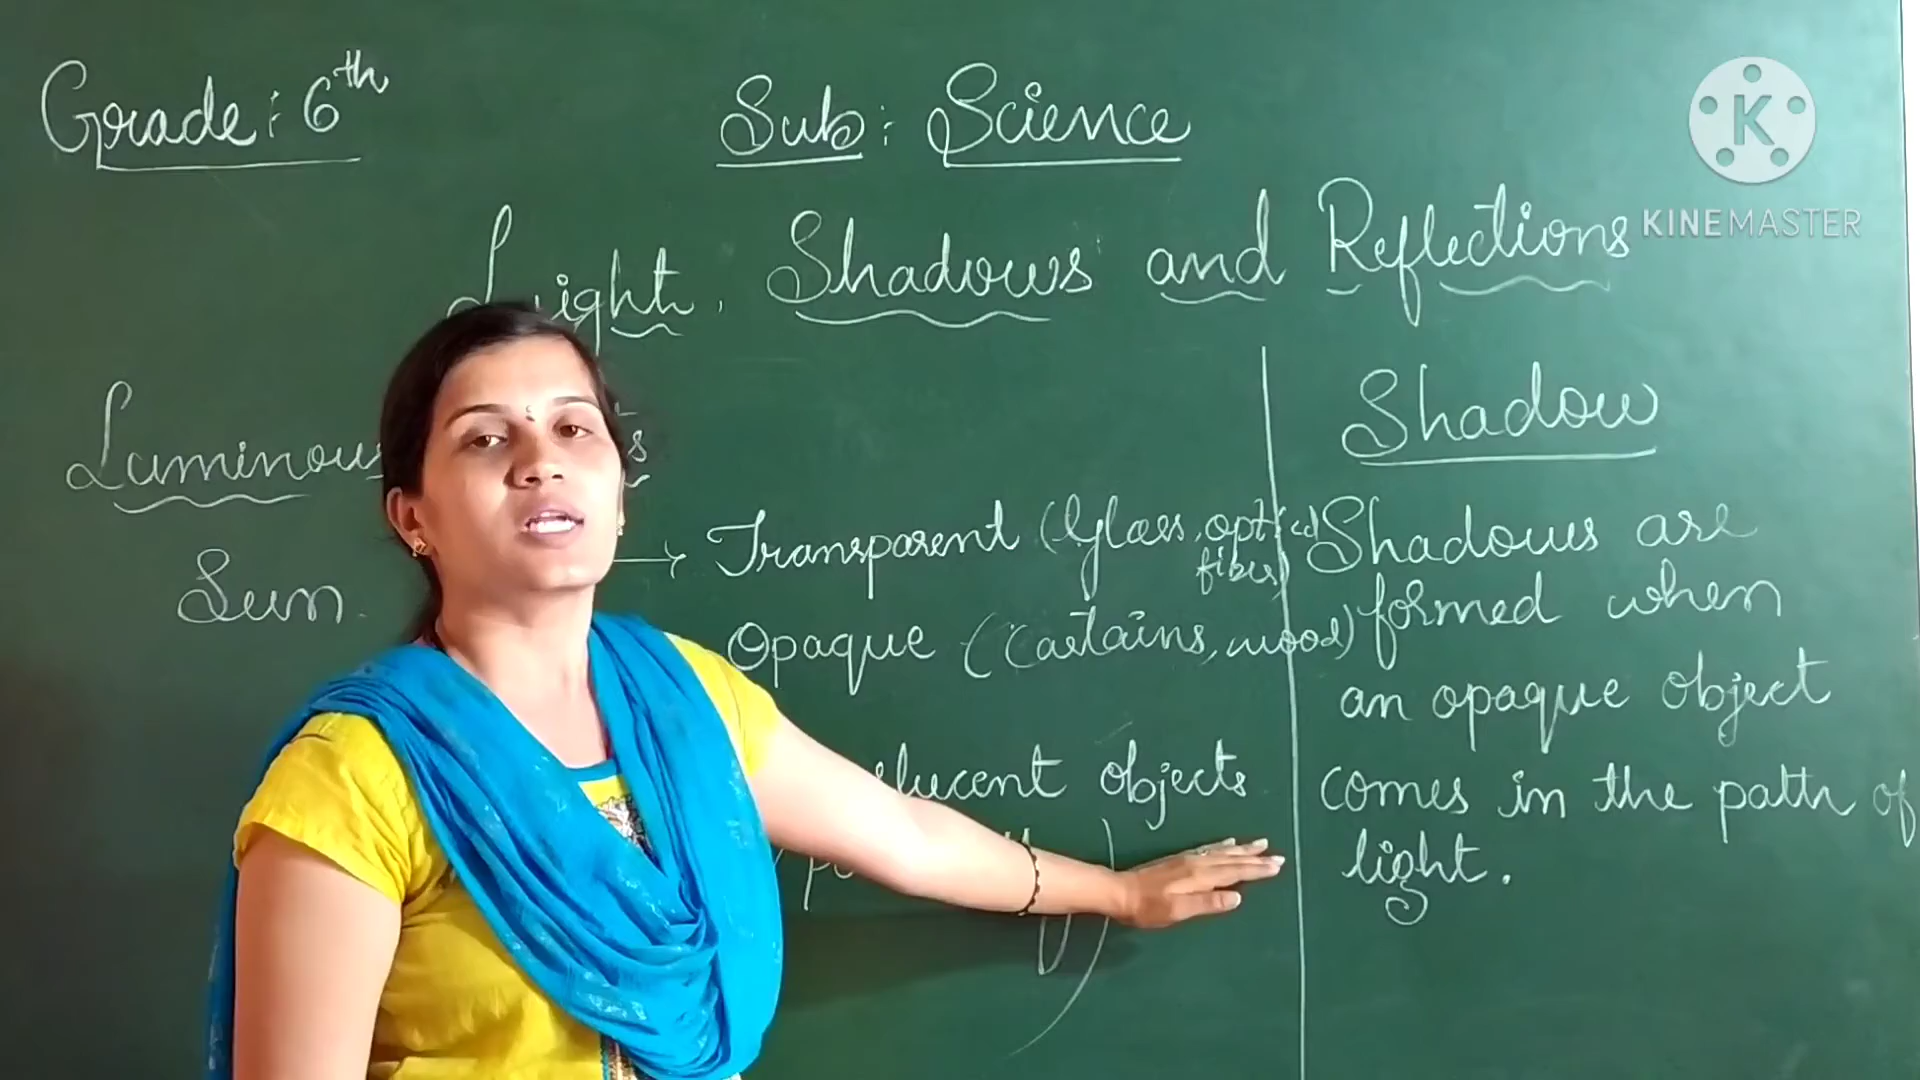 Grade: 6th
Sub: Science
K
KINEMASTER
Light, Shadows and Reflections
Luminous
Sun.
Transparent (Glass, optical
fiber)
Opaque (Curtains, wood)
objects
Shadow
Shadows are
formed when
an opaque object
comes in the path of
light.